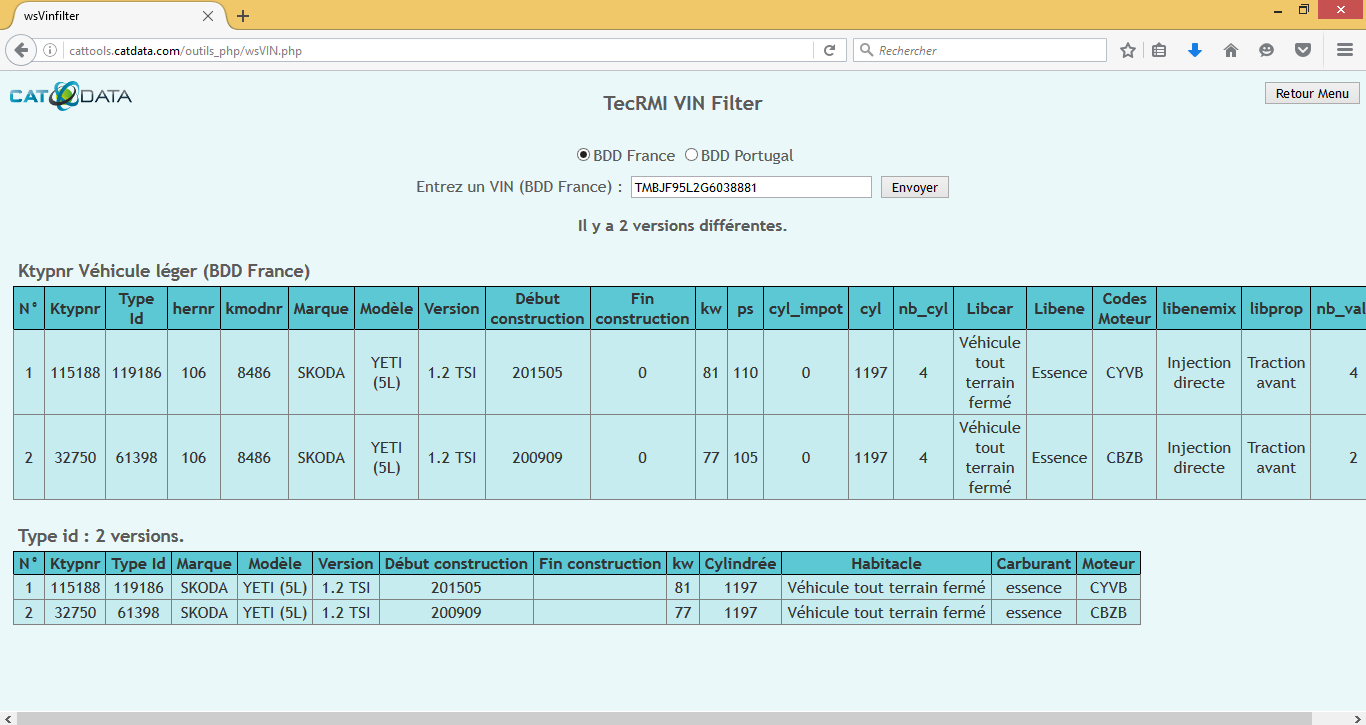 wsVinfilter
cattools.catdata.com/outils_php/wsVIN.php
Rechercher
CAT DATA
TecRMI VIN Filter
Retour Menu
BDD France BDD Portugal
Entrez un VIN (BDD France) : TMBJF95L2G6038881 Envoyer
Il y a 2 versions différentes.
Ktypnr Véhicule léger (BDD France)
N° Ktypnr Type Id hernr kmodnr Marque Modèle Version Début construction Fin construction kw ps cyl_impot cyl nb_cyl Libcar Libene Codes Moteur libenemix libprop nb_val
1 115188 119186 106 8486 SKODA YETI (5L) 1.2 TSI 201505 0 81 110 0 1197 4 Véhicule tout terrain fermé Essence CYVB Injection directe Traction avant 4
2 32750 61398 106 8486 SKODA YETI (5L) 1.2 TSI 200909 0 77 105 0 1197 4 Véhicule tout terrain fermé Essence CBZB Injection directe Traction avant 2
Type id : 2 versions.
N° Ktypnr Type Id Marque Modèle Version Début construction Fin construction kw Cylindrée Habitacle Carburant Moteur
1 115188 119186 SKODA YETI (5L) 1.2 TSI 201505 81 1197 Véhicule tout terrain fermé essence CYVB
2 32750 61398 SKODA YETI (5L) 1.2 TSI 200909 77 1197 Véhicule tout terrain fermé essence CBZB